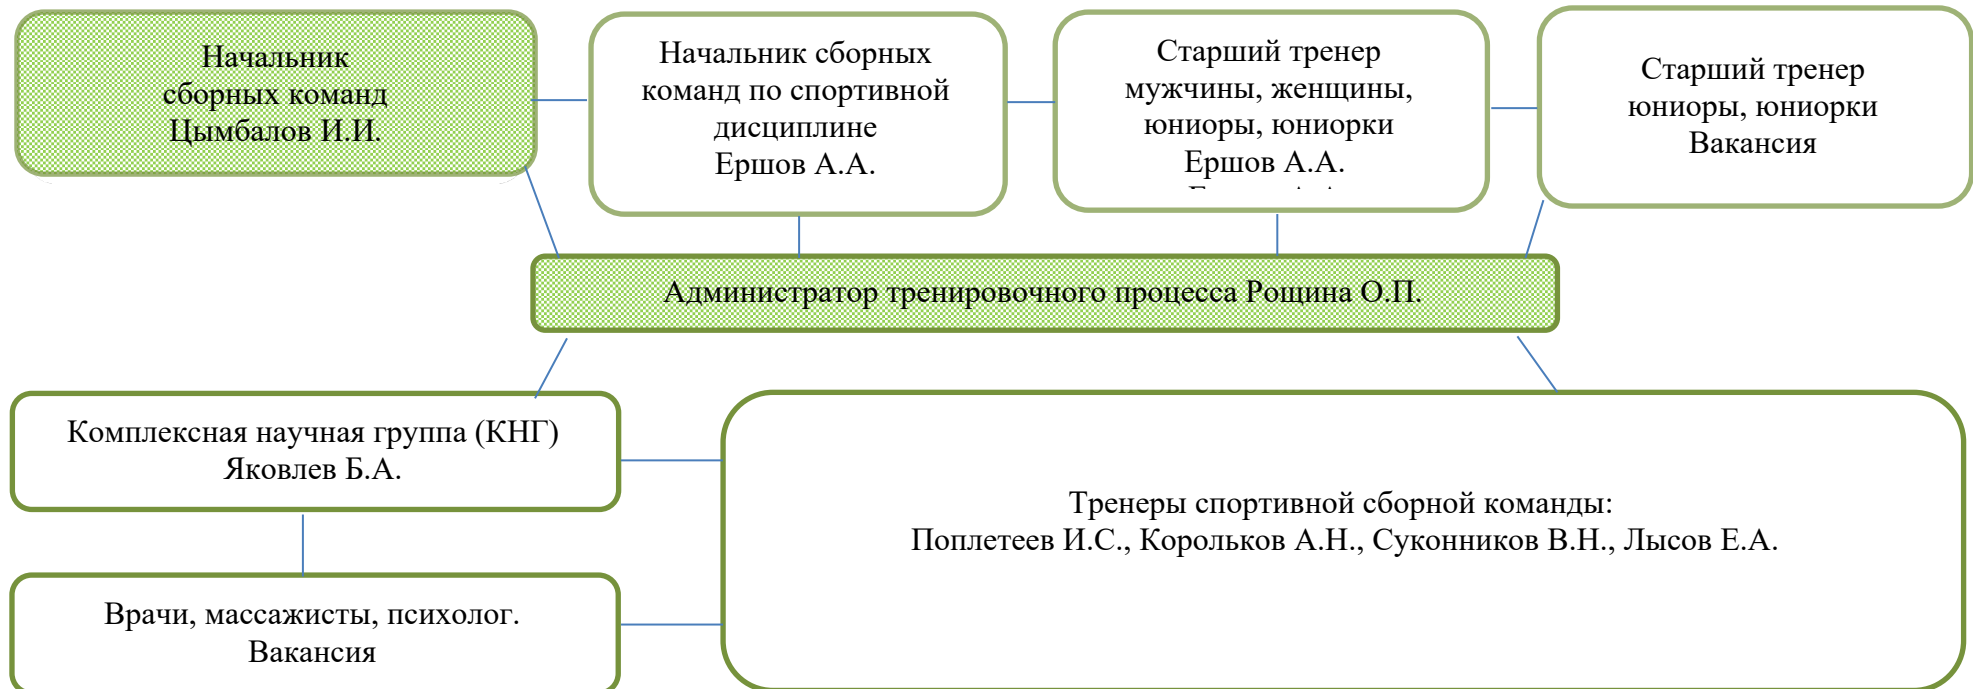 Начальник
сборных команд
Цымбалов И.И.
Начальник сборных
команд по спортивной
дисциплине
Ершов А.А.
Старший тренер
мужчины, женщины,
юниоры, юниорки
Ершов А.А.
Старший тренер
юниоры, юниорки
Вакансия
Администратор тренировочного процесса Рощина О.П.
Комплексная научная группа (КНГ)
Яковлев Б.А.
Тренеры спортивной сборной команды:
Поплетеев И.С., Корольков А.Н., Суконников В.Н., Лысов Е.А.
Врачи, массажисты, психолог.
Вакансия